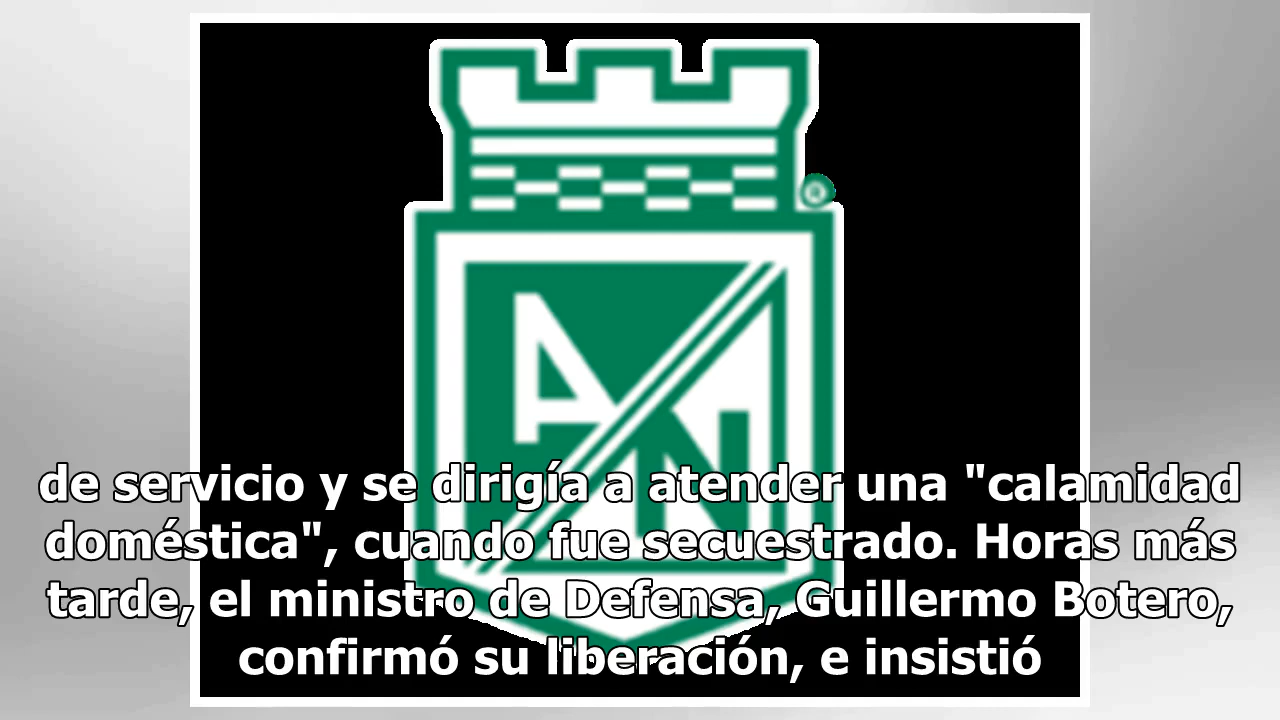 ®
AN
de servicio y se dirigía a atender una "calamidad
doméstica", cuando fue secuestrado. Horas más
tarde, el ministro de Defensa, Guillermo Botero,
confirmó su liberación, e insistió